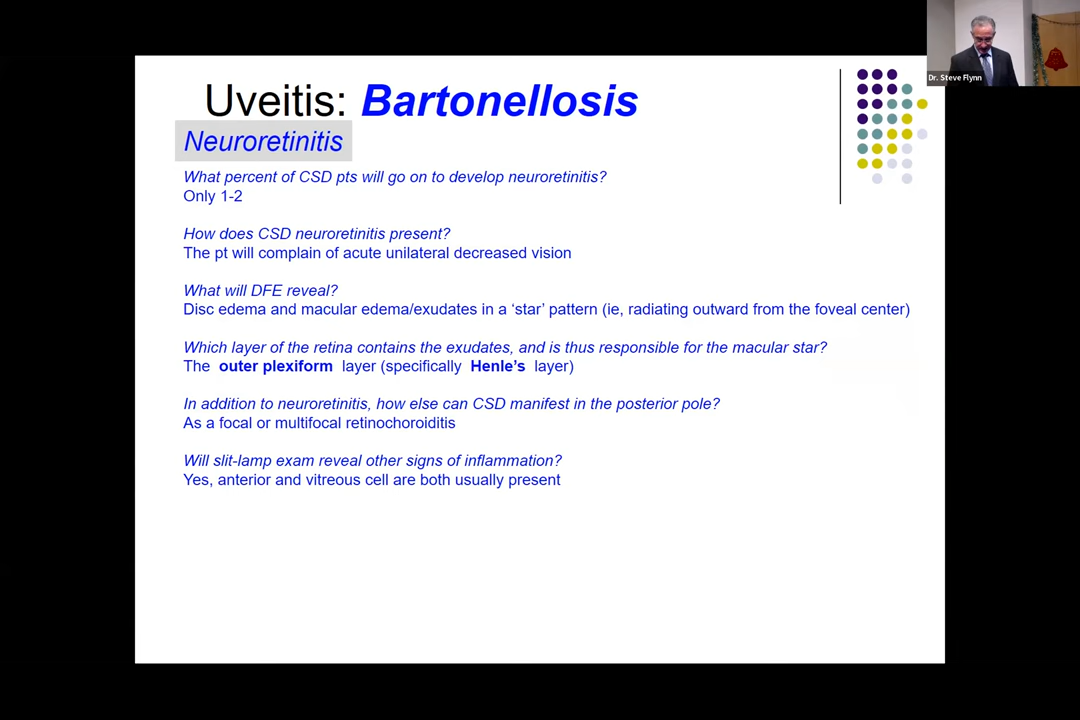 Dr. Steve Flynn
Uveitis: Bartonellosis
Neuroretinitis
What percent of CSD pts will go on to develop neuroretinitis?
Only 1-2
How does CSD neuroretinitis present?
The pt will complain of acute unilateral decreased vision
What will DFE reveal?
Disc edema and macular edema/exudates in a ‘star’ pattern (ie, radiating outward from the foveal center)
Which layer of the retina contains the exudates, and is thus responsible for the macular star?
The outer plexiform layer (specifically Henle’s layer)
In addition to neuroretinitis, how else can CSD manifest in the posterior pole?
As a focal or multifocal retinochoroiditis
Will slit-lamp exam reveal other signs of inflammation?
Yes, anterior and vitreous cell are both usually present